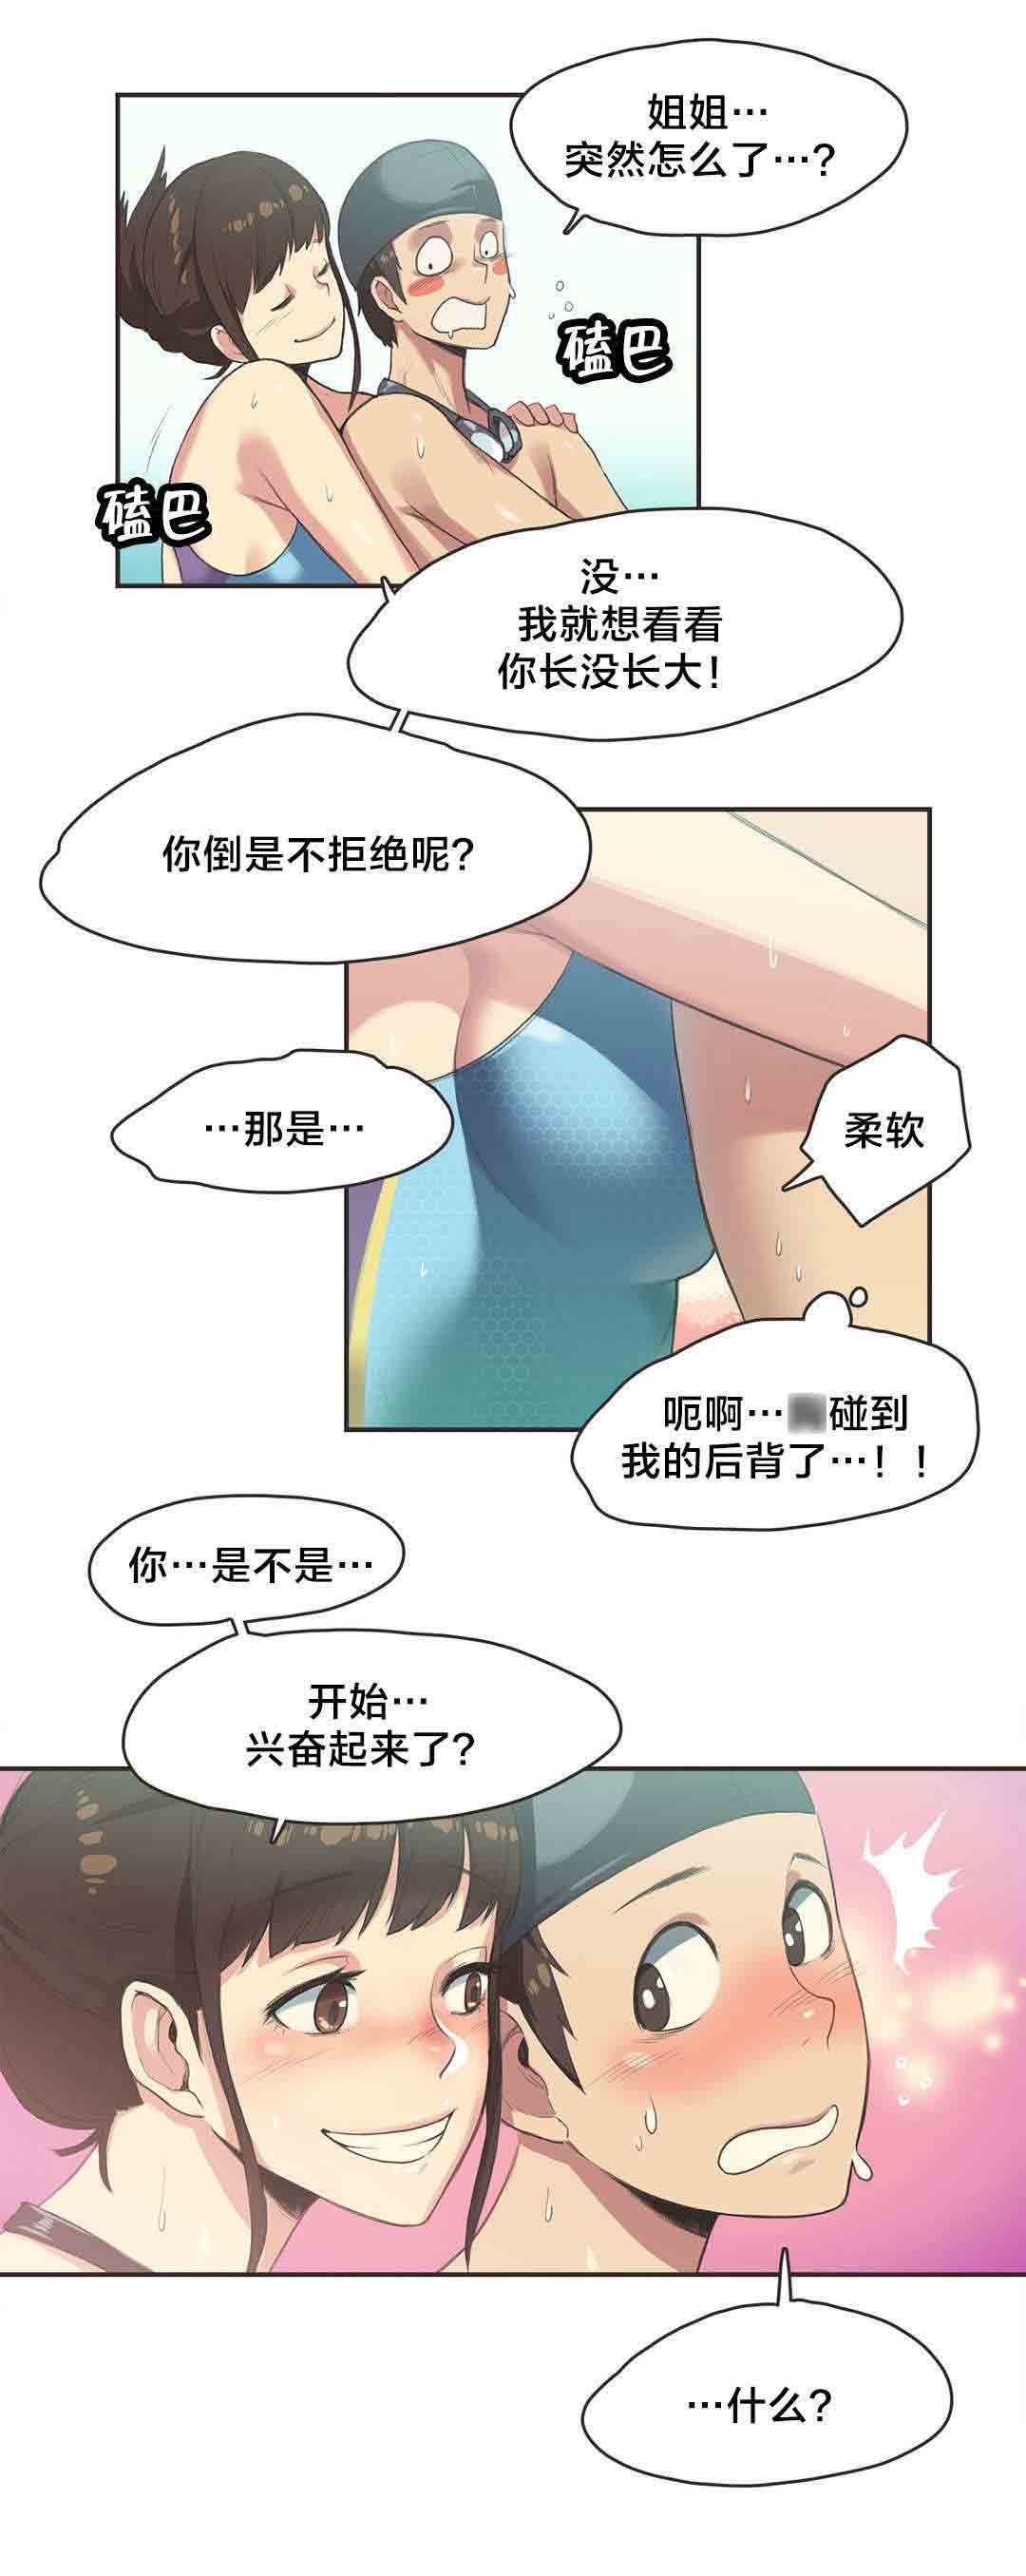 姐姐…
突然怎么了…?
磕巴
磕巴
没…
我就想看看
你长没长大!
你倒是不拒绝呢?
…那是…
柔软
呃啊…碰到
我的后背了…!!
你…是不是…
开始…
兴奋起来了?
…什么?